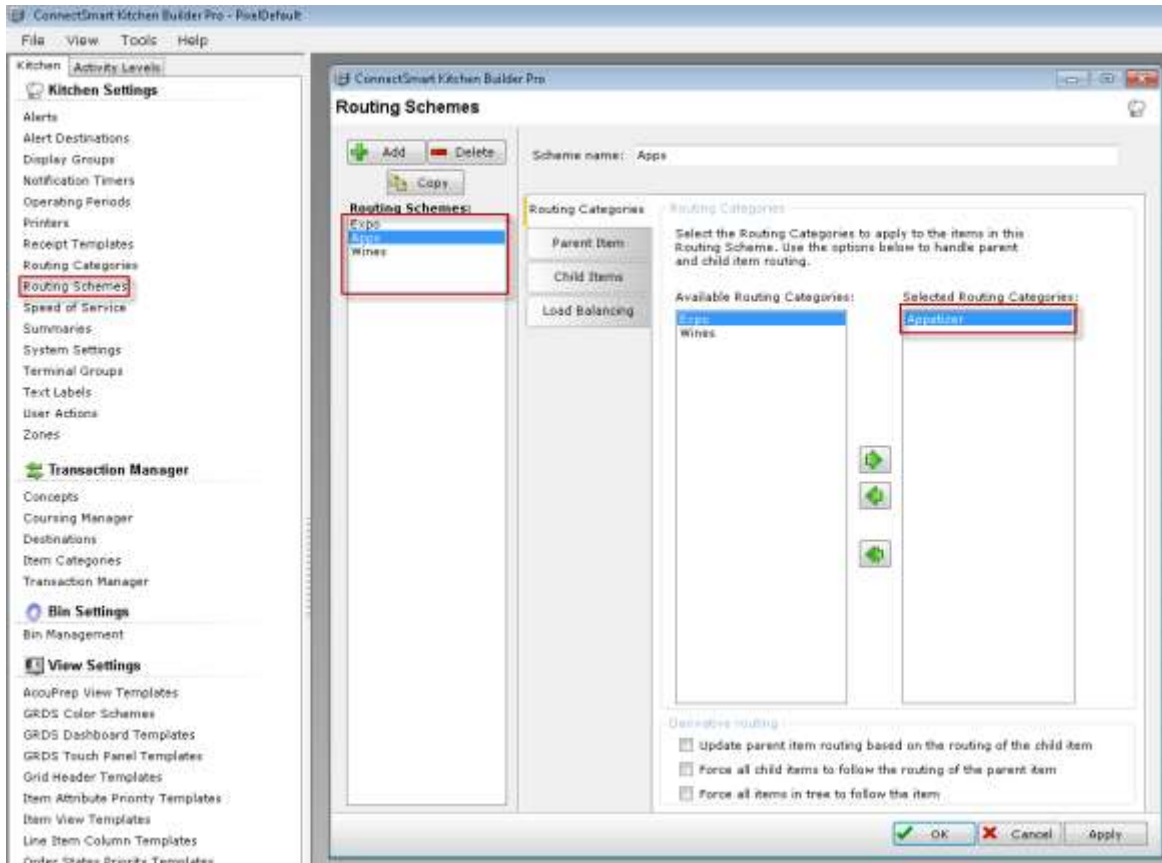 ConnectSmart Kitchen Builder Pro - PixelDefault
File View Tools Help
Kitchen Activity Levels
Kitchen Settings
Alerts
Alert Destinations
Display Groups
Notification Timers
Operating Periods
Printers
Receipt Templates
Routing Categories
Routing Schemes
Speed of Service
Summaries
System Settings
Terminal Groups
Text Labels
User Actions
Zones
Transaction Manager
Concepts
Coursing Manager
Destinations
Item Categories
Transaction Manager
Bin Settings
Bin Management
View Settings
AccuPrep View Templates
GRDS Color Schemes
GRDS Dashboard Templates
GRDS Touch Panel Templates
Grid Header Templates
Item Attribute Priority Templates
Item View Templates
Line Item Column Templates
Order States Priority Templates
ConnectSmart Kitchen Builder Pro
Routing Schemes
Add Delete
Copy
Routing Schemes:
Expo
Apps
Wines
Scheme name: Apps
Routing Categories
Parent Item
Child Items
Load Balancing
Routing Categories
Select the Routing Categories to apply to the items in this
Routing Scheme. Use the options below to handle parent
and child item routing.
Available Routing Categories:
Expo
Wines
Selected Routing Categories:
Appetizer
Derivative routing
Update parent item routing based on the routing of the child item
Force all child items to follow the routing of the parent item
Force all items in tree to follow the item
OK Cancel Apply